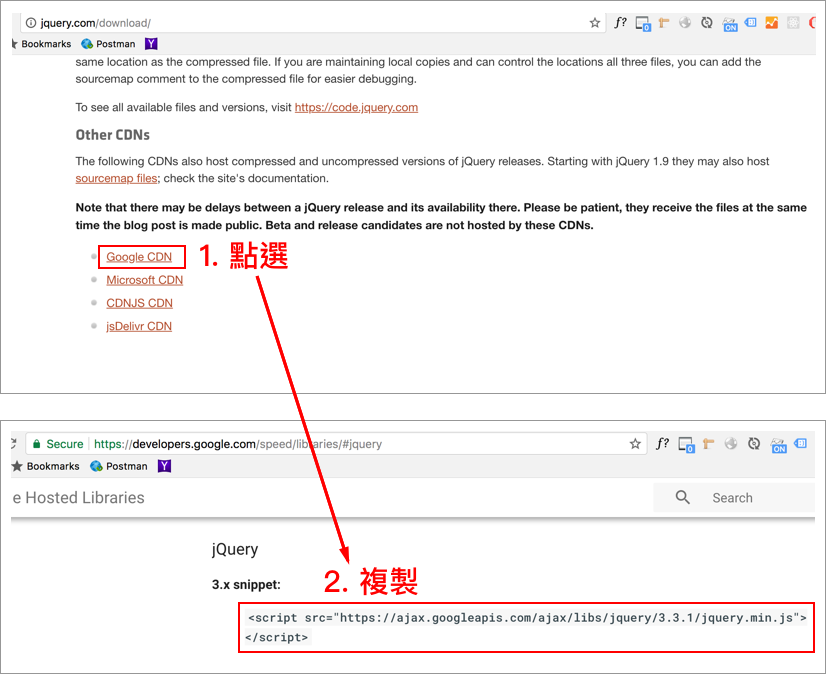 jquery.com/download/
f?
0
ON
Bookmarks Postman Y
same location as the compressed file. If you are maintaining local copies and can control the locations all three files, you can add the
sourcemap comment to the compressed file for easier debugging.
To see all available files and versions, visit https://code.jquery.com
Other CDNs
The following CDNs also host compressed and uncompressed versions of jQuery releases. Starting with jQuery 1.9 they may also host
sourcemap files; check the site's documentation.
Note that there may be delays between a jQuery release and its availability there. Please be patient, they receive the files at the same
time the blog post is made public. Beta and release candidates are not hosted by these CDNs.
Google CDN 1. 點選
Microsoft CDN
CDNJS CDN
jsDelivr CDN
Secure https://developers.google.com/speed/libraries/#jquery
f?
0
ON
Bookmarks Postman Y
e Hosted Libraries Search
jQuery
3.x snippet: 2. 複製
<script src="https://ajax.googleapis.com/ajax/libs/jquery/3.3.1/jquery.min.js">
</script>